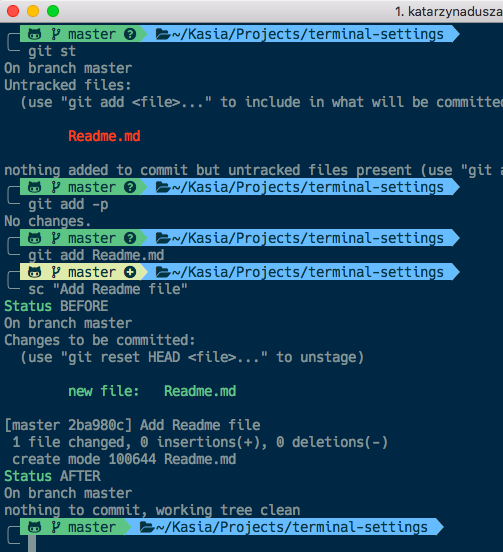 1. katarzynadusza
master ? ~/Kasia/Projects/terminal-settings
git st
On branch master
Untracked files:
(use "git add <file>..." to include in what will be committed
Readme.md
nothing added to commit but untracked files present (use "git a
master ? ~/Kasia/Projects/terminal-settings
git add -p
No changes.
master ? ~/Kasia/Projects/terminal-settings
git add Readme.md
master + ~/Kasia/Projects/terminal-settings
sc "Add Readme file"
Status BEFORE
On branch master
Changes to be committed:
(use "git reset HEAD <file>..." to unstage)
new file:   Readme.md
[master 2ba980c] Add Readme file
1 file changed, 0 insertions(+), 0 deletions(-)
create mode 100644 Readme.md
Status AFTER
On branch master
nothing to commit, working tree clean
master ~/Kasia/Projects/terminal-settings